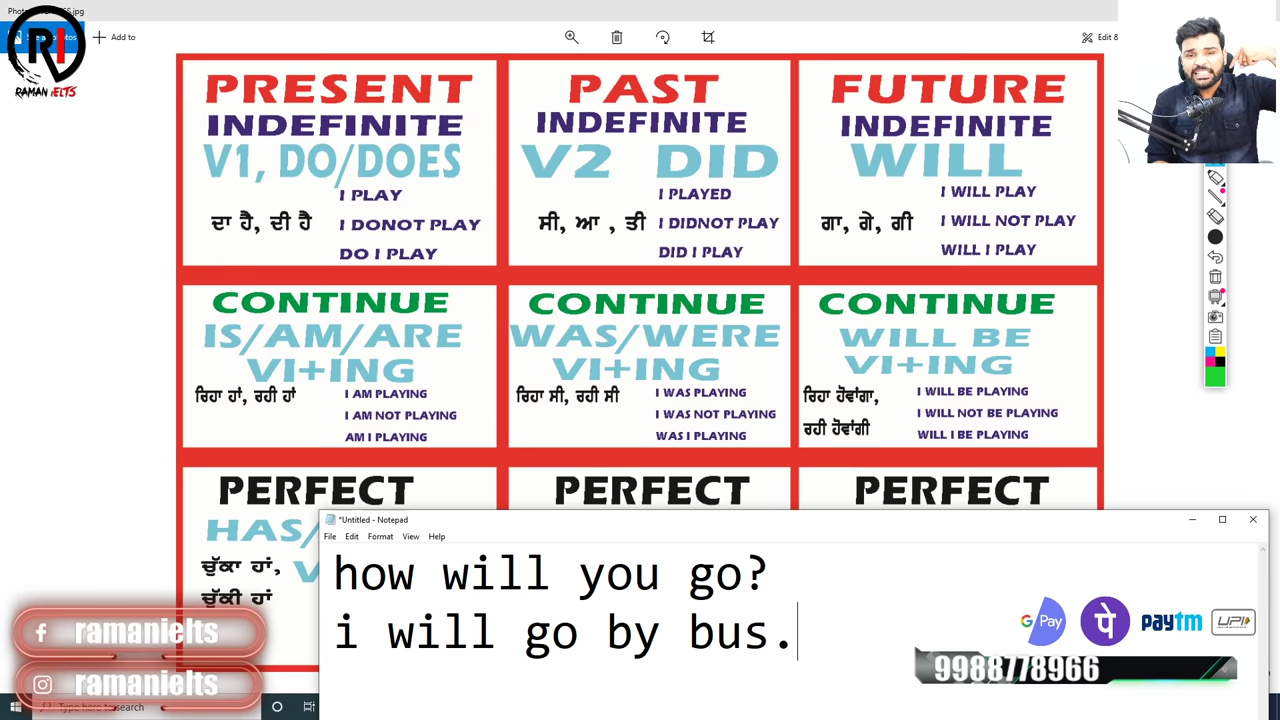 RAMAN iELTS
Add to
Edit &
PRESENT
INDEFINITE
V1, DO/DOES
I PLAY
ਦਾ ਹੈ, ਦੀ ਹੈ
I DONOT PLAY
DO I PLAY
PAST
INDEFINITE
V2 DID
I PLAYED
ਸੀ, ਆ , ਤੀ
I DIDNOT PLAY
DID I PLAY
FUTURE
INDEFINITE
WILL
I WILL PLAY
ਗਾ, ਗੇ, ਗੀ
I WILL NOT PLAY
WILL I PLAY
CONTINUE
IS/AM/ARE
VI+ING
ਰਿਹਾ ਹਾਂ, ਰਹੀ ਹਾਂ
I AM PLAYING
I AM NOT PLAYING
AM I PLAYING
CONTINUE
WAS/WERE
VI+ING
ਰਿਹਾ ਸੀ, ਰਹੀ ਸੀ
I WAS PLAYING
I WAS NOT PLAYING
WAS I PLAYING
CONTINUE
WILL BE
VI+ING
ਰਿਹਾ ਹੋਵਾਂਗਾ,
ਰਹੀ ਹੋਵਾਂਗੀ
I WILL BE PLAYING
I WILL NOT BE PLAYING
WILL I BE PLAYING
PERFECT
HAS/
ਚੁੱਕਾ ਹਾਂ,
ਚੁੱਕੀ ਹਾਂ
PERFECT
PERFECT
*Untitled - Notepad
File Edit Format View Help
how will you go?
i will go by bus.
ramanielts
ramanielts
G Pay
पे
paytm
UPI
9988778966
Type here to search